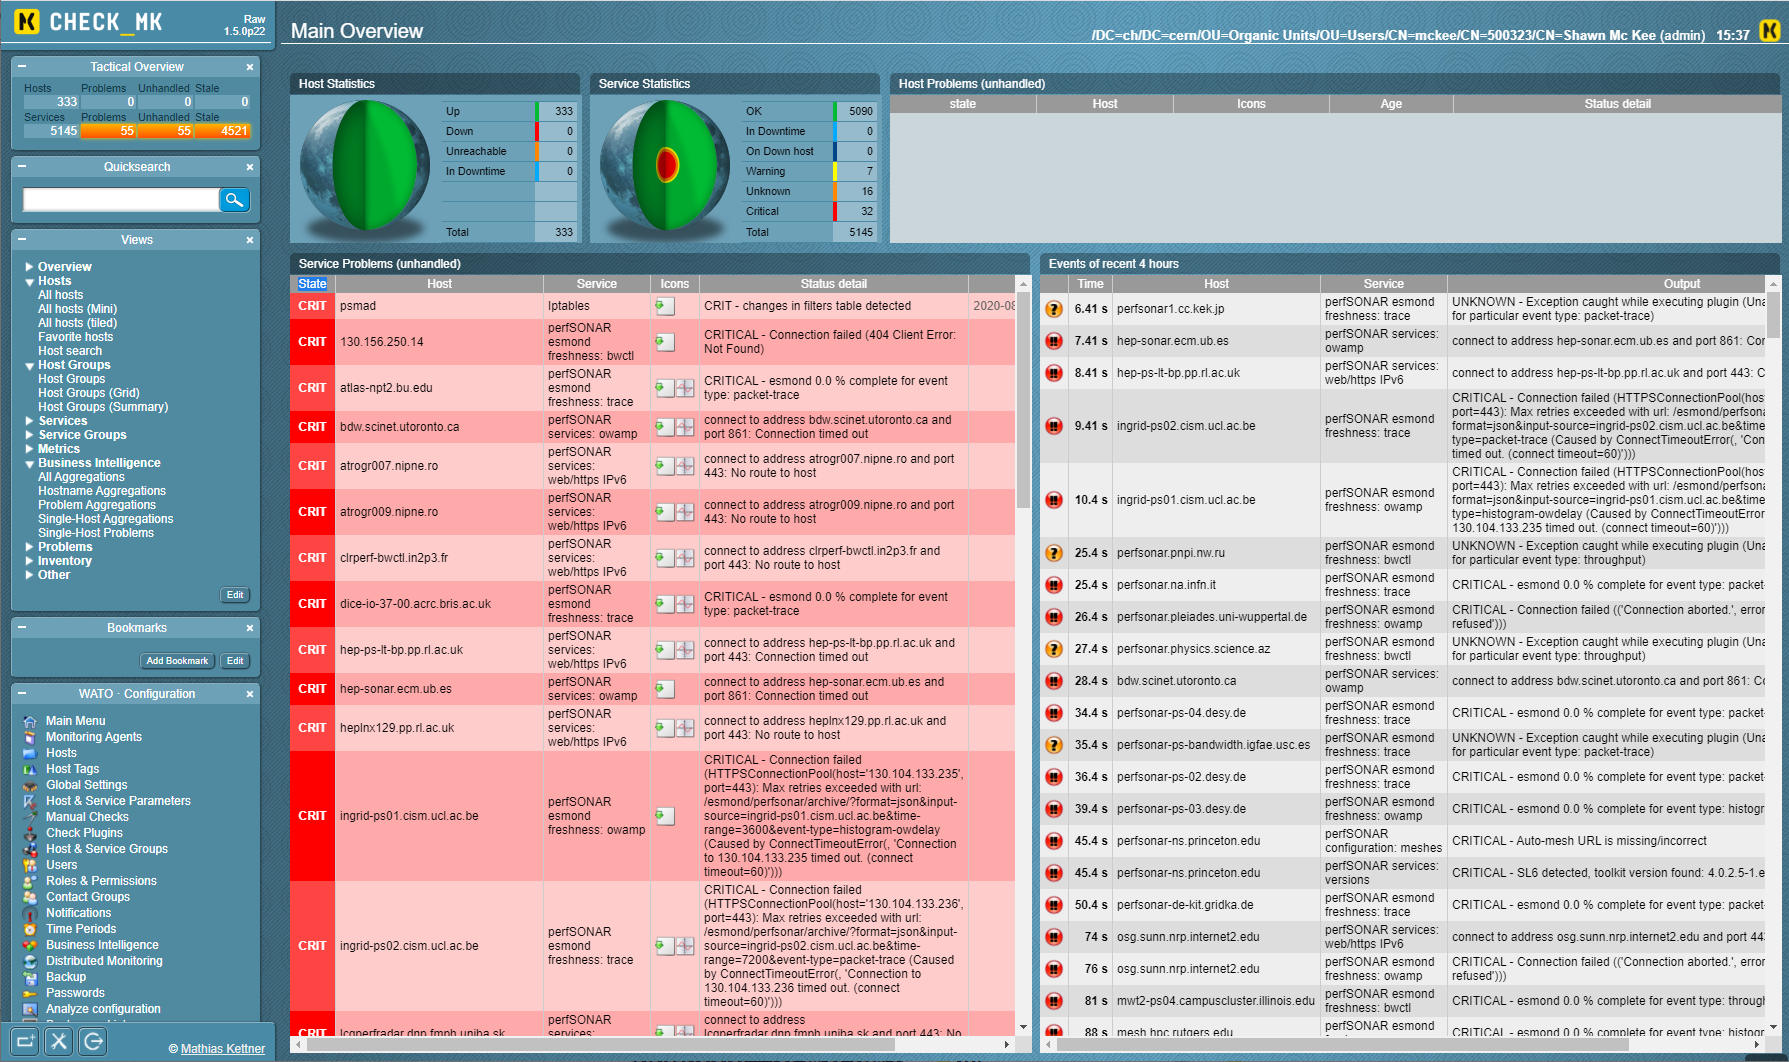 CHECK_MK
Raw
1.5.0p22
Main Overview
/DC=ch/DC=cern/OU=Organic Units/OU=Users/CN=mckee/CN=500323/CN=Shawn Mc Kee (admin) 15:37
Tactical Overview
Hosts Problems Unhandled Stale
333 0 0 0
Services Problems Unhandled Stale
5145 55 55 4521
Quicksearch
Views
Overview
Hosts
All hosts
All hosts (Mini)
All hosts (tiled)
Favorite hosts
Host search
Host Groups
Host Groups
Host Groups (Grid)
Host Groups (Summary)
Services
Service Groups
Metrics
Business Intelligence
All Aggregations
Hostname Aggregations
Problem Aggregations
Single-Host Aggregations
Single-Host Problems
Problems
Inventory
Other
Edit
Bookmarks
Add Bookmark Edit
WATO · Configuration
Main Menu
Monitoring Agents
Hosts
Host Tags
Global Settings
Host & Service Parameters
Manual Checks
Check Plugins
Host & Service Groups
Users
Roles & Permissions
Contact Groups
Notifications
Time Periods
Business Intelligence
Distributed Monitoring
Backup
Passwords
Analyze configuration
© Mathias Kettner
Host Statistics
Up 333
Down 0
Unreachable 0
In Downtime 0
Total 333
Service Statistics
OK 5090
In Downtime 0
On Down host 0
Warning 7
Unknown 16
Critical 32
Total 5145
Host Problems (unhandled)
state Host Icons Age Status detail
Service Problems (unhandled)
State Host Service Icons Status detail
CRIT psmad Iptables CRIT - changes in filters table detected 2020-08
CRIT 130.156.250.14 perfSONAR
esmond
freshness: bwctl
CRITICAL - Connection failed (404 Client Error:
Not Found)
CRIT atlas-npt2.bu.edu perfSONAR
esmond
freshness: trace
CRITICAL - esmond 0.0 % complete for event
type: packet-trace
CRIT bdw.scinet.utoronto.ca perfSONAR
services: owamp
connect to address bdw.scinet.utoronto.ca and
port 861: Connection timed out
CRIT atrogr007.nipne.ro perfSONAR
services:
web/https IPv6
connect to address atrogr007.nipne.ro and port
443: No route to host
CRIT atrogr009.nipne.ro perfSONAR
services:
web/https IPv6
connect to address atrogr009.nipne.ro and port
443: No route to host
CRIT clrperf-bwctl.in2p3.fr perfSONAR
services:
web/https IPv6
connect to address clrperf-bwctl.in2p3.fr and
port 443: No route to host
CRIT dice-io-37-00.acrc.bris.ac.uk perfSONAR
esmond
freshness: trace
CRITICAL - esmond 0.0 % complete for event
type: packet-trace
CRIT hep-ps-lt-bp.pp.rl.ac.uk perfSONAR
services:
web/https IPv6
connect to address hep-ps-lt-bp.pp.rl.ac.uk and
port 443: Connection timed out
CRIT hep-sonar.ecm.ub.es perfSONAR
services: owamp
connect to address hep-sonar.ecm.ub.es and
port 861: Connection timed out
CRIT heplnx129.pp.rl.ac.uk perfSONAR
services:
web/https IPv6
connect to address heplnx129.pp.rl.ac.uk and
port 443: No route to host
CRIT ingrid-ps01.cism.ucl.ac.be perfSONAR
esmond
freshness: owamp
CRITICAL - Connection failed
(HTTPSConnectionPool(host='130.104.133.235',
port=443): Max retries exceeded with url:
/esmond/perfsonar/archive/?format=json&input-
source=ingrid-ps01.cism.ucl.ac.be&time-
range=3600&event-type=histogram-owdelay
(Caused by ConnectTimeoutError(, 'Connection
to 130.104.133.235 timed out. (connect
timeout=60)')))
CRIT ingrid-ps02.cism.ucl.ac.be perfSONAR
esmond
freshness: trace
CRITICAL - Connection failed
(HTTPSConnectionPool(host='130.104.133.236',
port=443): Max retries exceeded with url:
/esmond/perfsonar/archive/?format=json&input-
source=ingrid-ps02.cism.ucl.ac.be&time-
range=7200&event-type=packet-trace (Caused
by ConnectTimeoutError(, 'Connection to
130.104.133.236 timed out. (connect
timeout=60)')))
CRIT lcgperfradar.dnp.fmph.uniba.sk perfSONAR
services:
connect to address
lcgperfradar.dnp.fmph.uniba.sk and port 443: No
Events of recent 4 hours
Time Host Service Output
6.41 s perfsonar1.cc.kek.jp perfSONAR esmond
freshness: trace
UNKNOWN - Exception caught while executing plugin (Una
for particular event type: packet-trace)
7.41 s hep-sonar.ecm.ub.es perfSONAR services:
owamp
connect to address hep-sonar.ecm.ub.es and port 861: Con
8.41 s hep-ps-lt-bp.pp.rl.ac.uk perfSONAR services:
web/https IPv6
connect to address hep-ps-lt-bp.pp.rl.ac.uk and port 443: C
9.41 s ingrid-ps02.cism.ucl.ac.be perfSONAR esmond
freshness: trace
CRITICAL - Connection failed (HTTPSConnectionPool(host
port=443): Max retries exceeded with url: /esmond/perfsona
format=json&input-source=ingrid-ps02.cism.ucl.ac.be&time
type=packet-trace (Caused by ConnectTimeoutError(, 'Con
timed out. (connect timeout=60)')))
10.4 s ingrid-ps01.cism.ucl.ac.be perfSONAR esmond
freshness: owamp
CRITICAL - Connection failed (HTTPSConnectionPool(host
port=443): Max retries exceeded with url: /esmond/perfsona
format=json&input-source=ingrid-ps01.cism.ucl.ac.be&time
type=histogram-owdelay (Caused by ConnectTimeoutError
130.104.133.235 timed out. (connect timeout=60)')))
25.4 s perfsonar.pnpi.nw.ru perfSONAR esmond
freshness: bwctl
UNKNOWN - Exception caught while executing plugin (Una
for particular event type: throughput)
25.4 s perfsonar.na.infn.it perfSONAR esmond
freshness: trace
CRITICAL - esmond 0.0 % complete for event type: packet-
26.4 s perfsonar.pleiades.uni-wuppertal.de perfSONAR esmond
freshness: owamp
CRITICAL - Connection failed (('Connection aborted.', error
refused')))
27.4 s perfsonar.physics.science.az perfSONAR esmond
freshness: bwctl
UNKNOWN - Exception caught while executing plugin (Una
for particular event type: throughput)
28.4 s bdw.scinet.utoronto.ca perfSONAR services:
owamp
connect to address bdw.scinet.utoronto.ca and port 861: Co
34.4 s perfsonar-ps-04.desy.de perfSONAR esmond
freshness: trace
CRITICAL - esmond 0.0 % complete for event type: packet-
35.4 s perfsonar-ps-bandwidth.igfae.usc.es perfSONAR esmond
freshness: trace
UNKNOWN - Exception caught while executing plugin (Una
for particular event type: packet-trace)
36.4 s perfsonar-ps-02.desy.de perfSONAR esmond
freshness: trace
CRITICAL - esmond 0.0 % complete for event type: packet-
39.4 s perfsonar-ps-03.desy.de perfSONAR esmond
freshness: owamp
CRITICAL - esmond 0.0 % complete for event type: histogr
45.4 s perfsonar-ns.princeton.edu perfSONAR
configuration: meshes
CRITICAL - Auto-mesh URL is missing/incorrect
45.4 s perfsonar-ns.princeton.edu perfSONAR services:
versions
CRITICAL - SL6 detected, toolkit version found: 4.0.2.5-1.e
50.4 s perfsonar-de-kit.gridka.de perfSONAR esmond
freshness: trace
CRITICAL - esmond 0.0 % complete for event type: packet-
74 s osg.sunn.nrp.internet2.edu perfSONAR services:
web/https IPv6
connect to address osg.sunn.nrp.internet2.edu and port 44
76 s osg.sunn.nrp.internet2.edu perfSONAR esmond
freshness: owamp
CRITICAL - Connection failed (('Connection aborted.', error
refused')))
81 s mwt2-ps04.campuscluster.illinois.edu perfSONAR esmond
freshness: bwctl
CRITICAL - esmond 0.0 % complete for event type: through
88 s mesh.hpc.rutgers.edu perfSONAR esmond
freshness: owamp
CRITICAL - esmond 0.0 % complete for event type: histogr